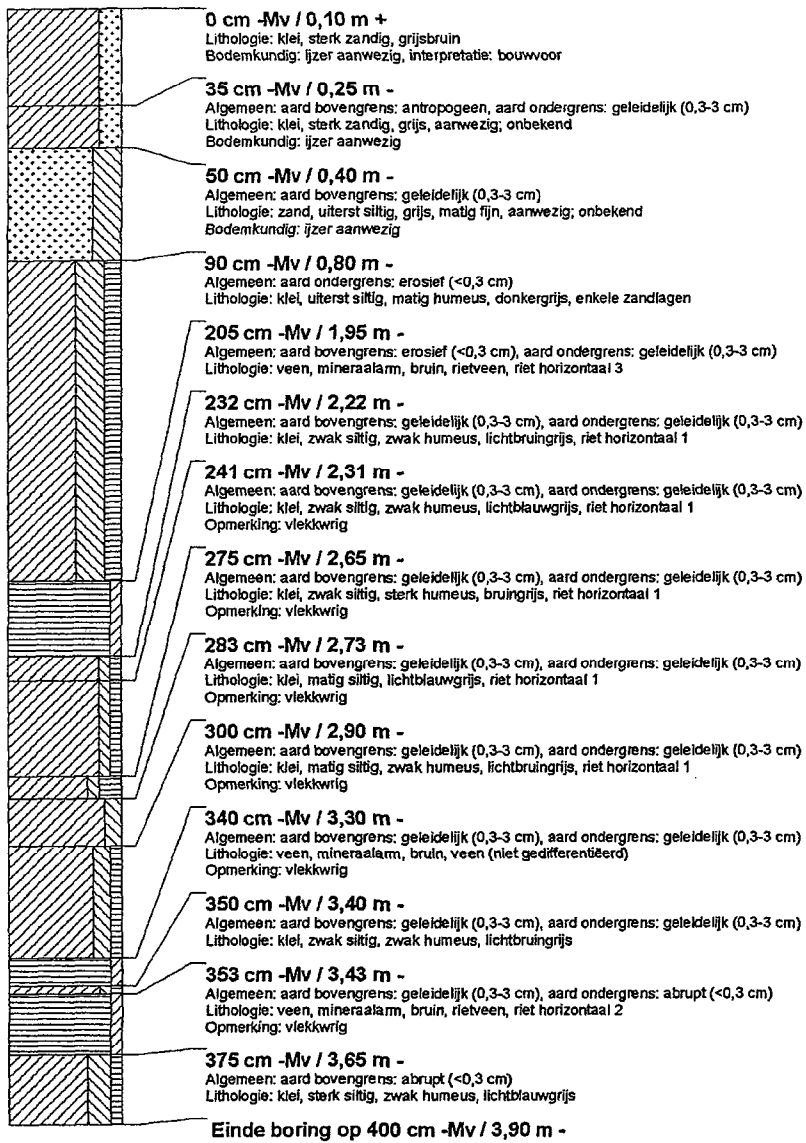 0 cm -Mv / 0,10 m +
Lithologie: klei, sterk zandig, grijsbruin
Bodemkundig: ijzer aanwezig, interpretatie: bouwvoor
35 cm -Mv / 0,25 m -
Algemeen: aard bovengrens: antropogeen, aard ondergrens: geleidelijk (0,3-3 cm)
Lithologie: klei, sterk zandig, grijs, aanwezig; onbekend
Bodemkundig: ijzer aanwezig
50 cm -Mv / 0,40 m -
Algemeen: aard bovengrens: geleidelijk (0,3-3 cm)
Lithologie: zand, uiterst siltig, grijs, matig fijn, aanwezig; onbekend
Bodemkundig: ijzer aanwezig
90 cm -Mv / 0,80 m -
Algemeen: aard ondergrens: erosief (<0,3 cm)
Lithologie: klei, uiterst siltig, matig humeus, donkergrijs, enkele zandlagen
205 cm -Mv / 1,95 m -
Algemeen: aard bovengrens: erosief (<0,3 cm), aard ondergrens: geleidelijk (0,3-3 cm)
Lithologie: veen, mineraalarm, bruin, rietveen, riet horizontaal 3
232 cm -Mv / 2,22 m -
Algemeen: aard bovengrens: geleidelijk (0,3-3 cm), aard ondergrens: geleidelijk (0,3-3 cm)
Lithologie: klei, zwak siltig, zwak humeus, lichtbruingrijs, riet horizontaal 1
241 cm -Mv / 2,31 m -
Algemeen: aard bovengrens: geleidelijk (0,3-3 cm), aard ondergrens: geleidelijk (0,3-3 cm)
Lithologie: klei, zwak siltig, zwak humeus, lichtblauwgrijs, riet horizontaal 1
Opmerking: vlekkwrig
275 cm -Mv / 2,65 m -
Algemeen: aard bovengrens: geleidelijk (0,3-3 cm), aard ondergrens: geleidelijk (0,3-3 cm)
Lithologie: klei, zwak siltig, sterk humeus, bruingrijs, riet horizontaal 1
Opmerking: vlekkwrig
283 cm -Mv / 2,73 m -
Algemeen: aard bovengrens: geleidelijk (0,3-3 cm), aard ondergrens: geleidelijk (0,3-3 cm)
Lithologie: klei, matig siltig, lichtblauwgrijs, riet horizontaal 1
Opmerking: vlekkwrig
300 cm -Mv / 2,90 m -
Algemeen: aard bovengrens: geleidelijk (0,3-3 cm), aard ondergrens: geleidelijk (0,3-3 cm)
Lithologie: klei, matig siltig, zwak humeus, lichtbruingrijs, riet horizontaal 1
Opmerking: vlekkwrig
340 cm -Mv / 3,30 m -
Algemeen: aard bovengrens: geleidelijk (0,3-3 cm), aard ondergrens: geleidelijk (0,3-3 cm)
Lithologie: veen, mineraalarm, bruin, veen (niet gedifferentiëerd)
Opmerking: vlekkwrig
350 cm -Mv / 3,40 m -
Algemeen: aard bovengrens: geleidelijk (0,3-3 cm), aard ondergrens: geleidelijk (0,3-3 cm)
Lithologie: klei, zwak siltig, zwak humeus, lichtbruingrijs
353 cm -Mv / 3,43 m -
Algemeen: aard bovengrens: geleidelijk (0,3-3 cm), aard ondergrens: abrupt (<0,3 cm)
Lithologie: veen, mineraalarm, bruin, rietveen, riet horizontaal 2
Opmerking: vlekkwrig
375 cm -Mv / 3,65 m -
Algemeen: aard bovengrens: abrupt (<0,3 cm)
Lithologie: klei, sterk siltig, zwak humeus, lichtblauwgrijs
Einde boring op 400 cm -Mv / 3,90 m -